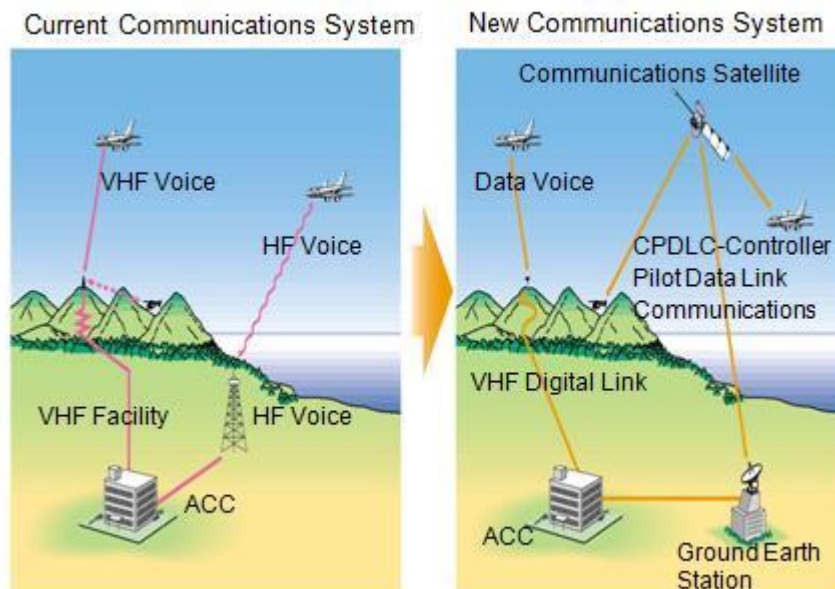 Current Communications System
VHF Voice
HF Voice
VHF Facility
HF Voice
ACC
New Communications System
Communications Satellite
Data Voice
CPDLC-Controller
Pilot Data Link
Communications
VHF Digital Link
ACC
Ground Earth
Station